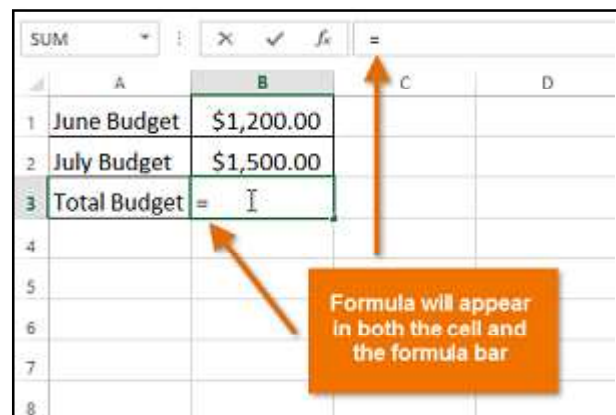 SUM fx =
A B C D
1 June Budget $1,200.00
2 July Budget $1,500.00
3 Total Budget =
4
5
6
7
8
Formula will appear
in both the cell and
the formula bar